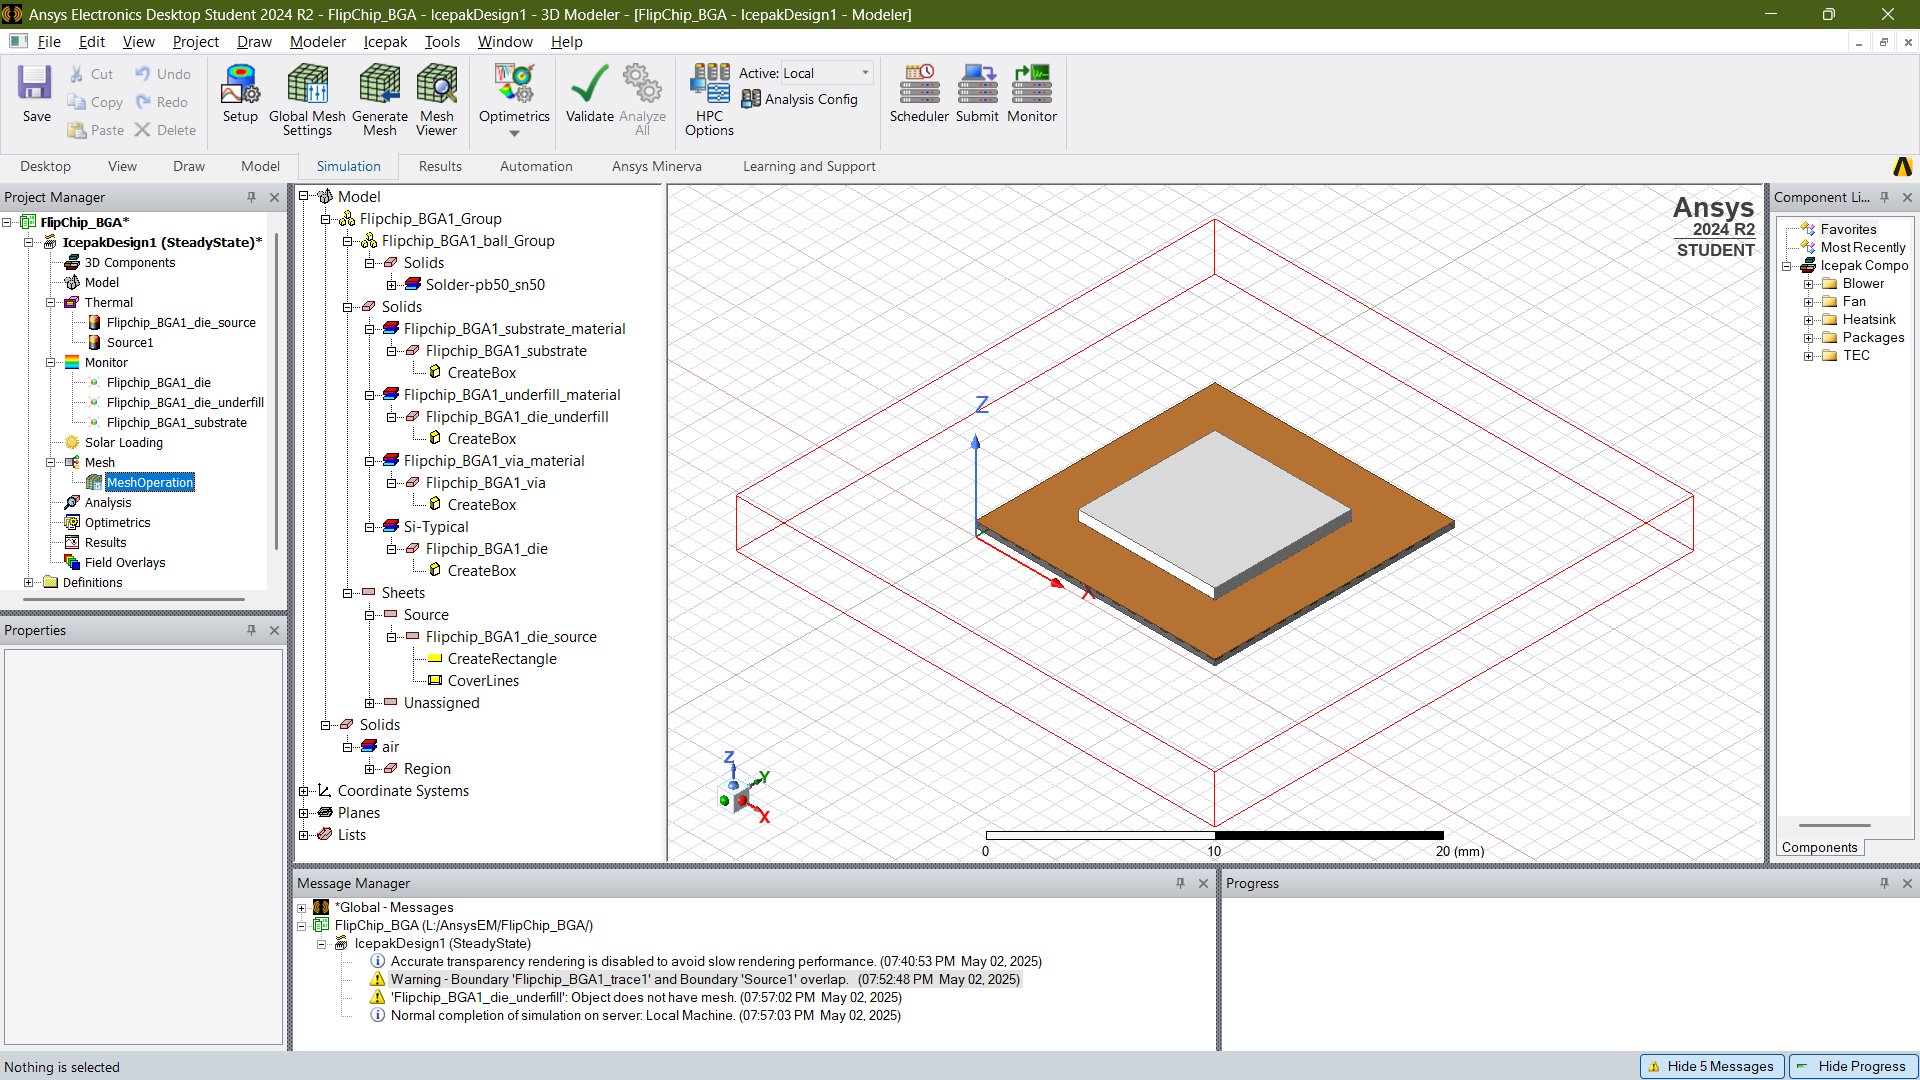 Ansys Electronics Desktop Student 2024 R2 - FlipChip_BGA - IcepakDesign1 - 3D Modeler - [FlipChip_BGA - IcepakDesign1 - Modeler]
File Edit View Project Draw Modeler Icepak Tools Window Help
Save
Cut
Copy
Paste
Undo
Redo
Delete
Setup
Global Mesh Settings
Generate Mesh
Mesh Viewer
Optimetrics
Validate
Analyze All
HPC Options
Active: Local
Analysis Config
Scheduler
Submit
Monitor
Desktop View Draw Model Simulation Results Automation Ansys Minerva Learning and Support
Project Manager
FlipChip_BGA*
IcepakDesign1 (SteadyState)*
3D Components
Model
Thermal
Flipchip_BGA1_die_source
Source1
Monitor
Flipchip_BGA1_die
Flipchip_BGA1_die_underfill
Flipchip_BGA1_substrate
Solar Loading
Mesh
MeshOperation
Analysis
Optimetrics
Results
Field Overlays
Definitions
Properties
Model
Flipchip_BGA1_Group
Flipchip_BGA1_ball_Group
Solids
Solder-pb50_sn50
Solids
Flipchip_BGA1_substrate_material
Flipchip_BGA1_substrate
CreateBox
Flipchip_BGA1_underfill_material
Flipchip_BGA1_die_underfill
CreateBox
Flipchip_BGA1_via_material
Flipchip_BGA1_via
CreateBox
Si-Typical
Flipchip_BGA1_die
CreateBox
Sheets
Source
Flipchip_BGA1_die_source
CreateRectangle
CoverLines
Unassigned
Solids
air
Region
Coordinate Systems
Planes
Lists
Ansys
2024 R2
STUDENT
Z
X
Z
Y
X
0 10 20 (mm)
Component Li...
Favorites
Most Recently
Icepak Compo
Blower
Fan
Heatsink
Packages
TEC
Components
Message Manager
*Global - Messages
FlipChip_BGA (L:/AnsysEM/FlipChip_BGA/)
IcepakDesign1 (SteadyState)
Accurate transparency rendering is disabled to avoid slow rendering performance. (07:40:53 PM May 02, 2025)
Warning - Boundary 'Flipchip_BGA1_trace1' and Boundary 'Source1' overlap. (07:52:48 PM May 02, 2025)
'Flipchip_BGA1_die_underfill': Object does not have mesh. (07:57:02 PM May 02, 2025)
Normal completion of simulation on server: Local Machine. (07:57:03 PM May 02, 2025)
Progress
Nothing is selected
Hide 5 Messages
Hide Progress